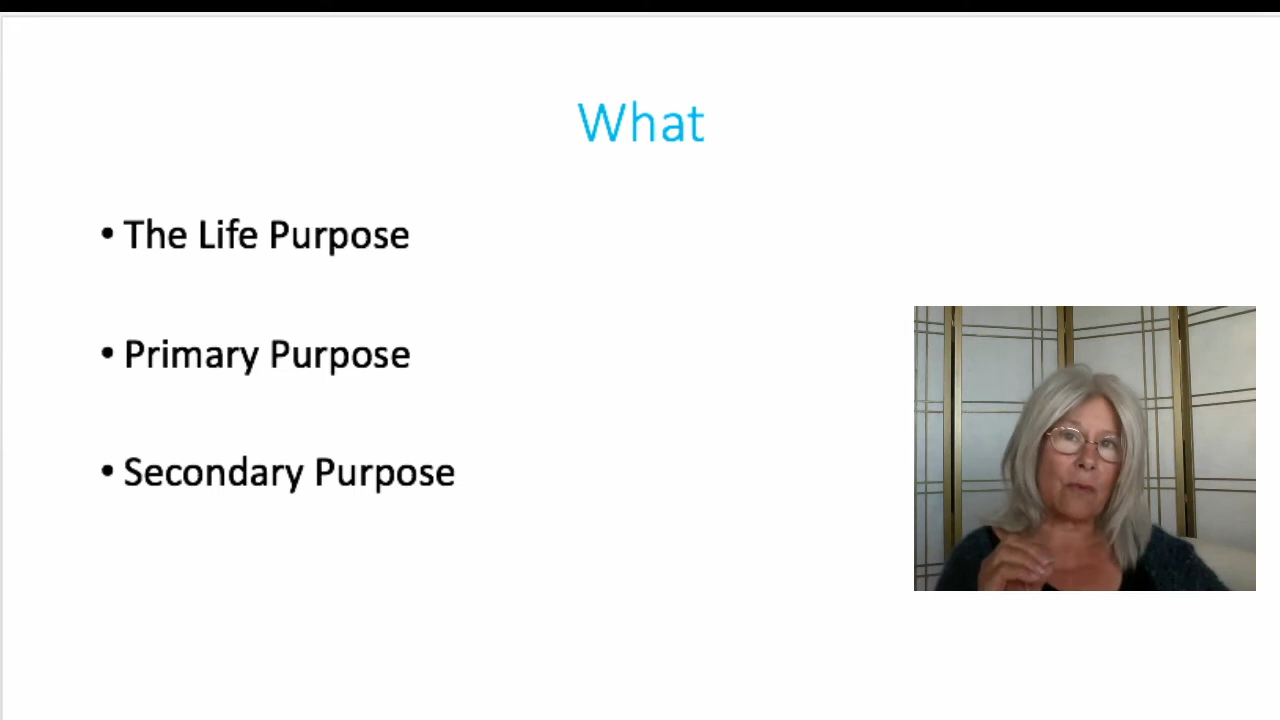 What
• The Life Purpose
• Primary Purpose
• Secondary Purpose